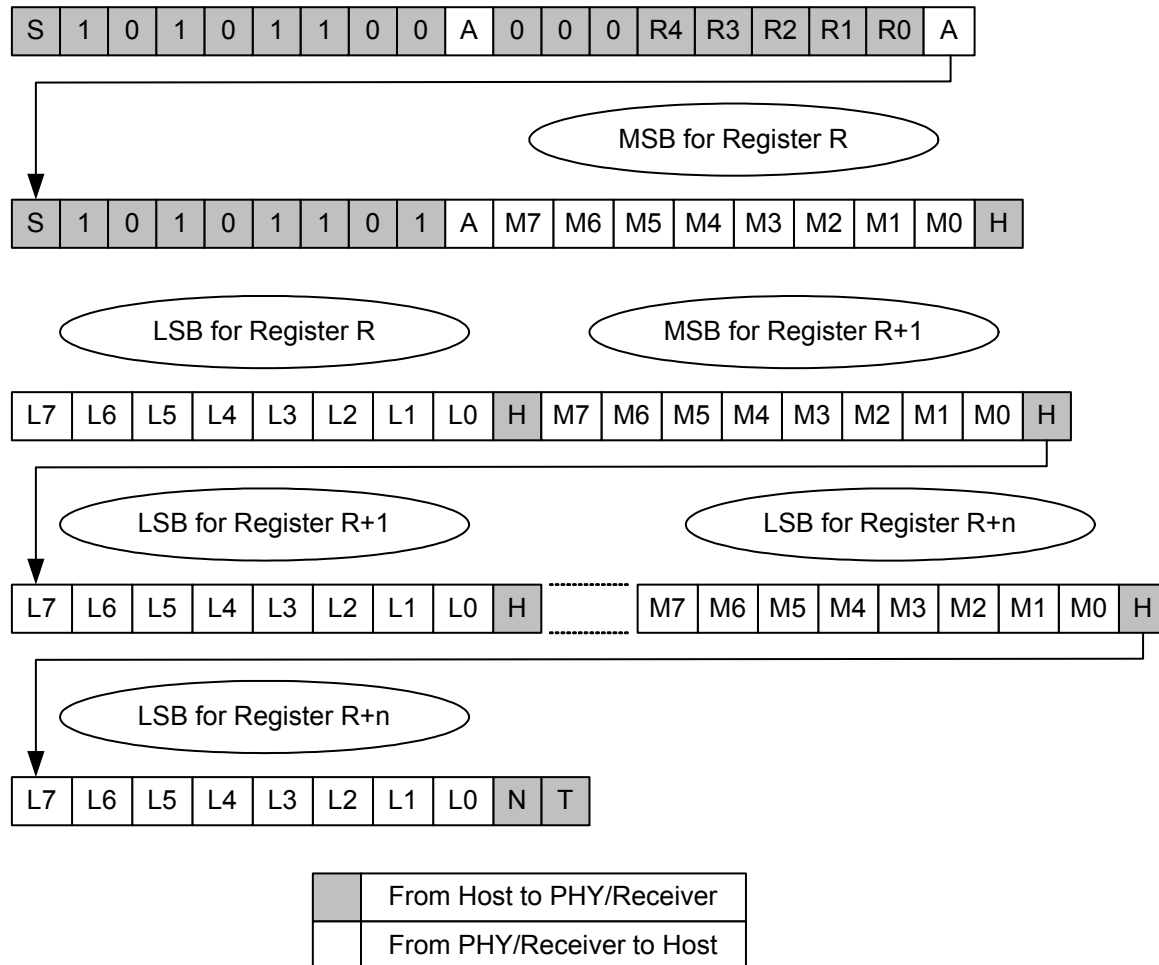 S 1 0 1 0 1 1 0 0 A 0 0 0 R4 R3 R2 R1 R0 A
MSB for Register R
S 1 0 1 0 1 1 0 1 A M7 M6 M5 M4 M3 M2 M1 M0 H
LSB for Register R MSB for Register R+1
L7 L6 L5 L4 L3 L2 L1 L0 H M7 M6 M5 M4 M3 M2 M1 M0 H
LSB for Register R+1 LSB for Register R+n
L7 L6 L5 L4 L3 L2 L1 L0 H M7 M6 M5 M4 M3 M2 M1 M0 H
LSB for Register R+n
L7 L6 L5 L4 L3 L2 L1 L0 N T
From Host to PHY/Receiver
From PHY/Receiver to Host